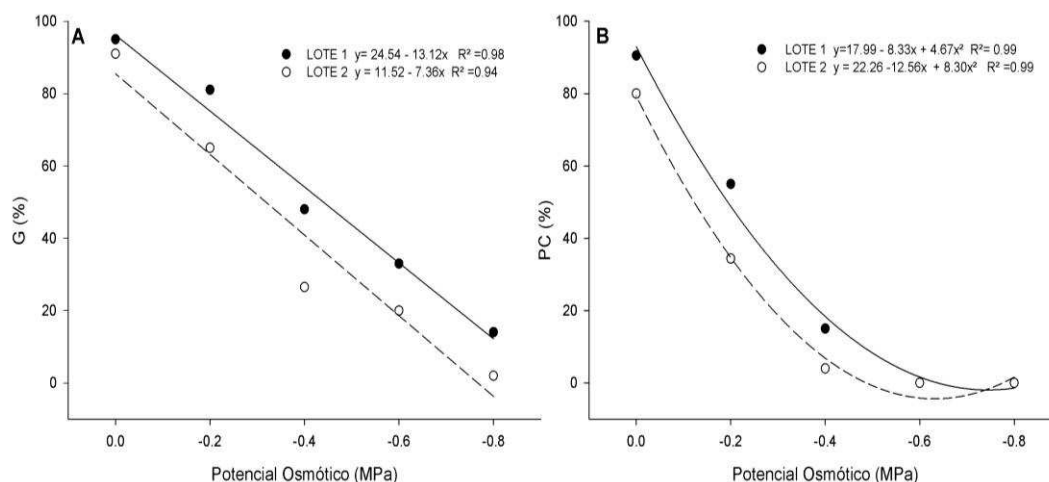 A
LOTE 1 y= 24.54 - 13.12x R² =0.98
LOTE 2 y = 11.52 - 7.36x R² =0.94
G (%)
100
80
60
40
20
0
0.0 -0.2 -0.4 -0.6 -0.8
Potencial Osmótico (MPa)
B
LOTE 1 y=17.99 - 8.33x + 4.67x² R²= 0.99
LOTE 2 y = 22.26 -12.56x + 8.30x² R² =0.99
PC (%)
100
80
60
40
20
0
0.0 -0.2 -0.4 -0.6 -0.8
Potencial Osmótico (MPa)